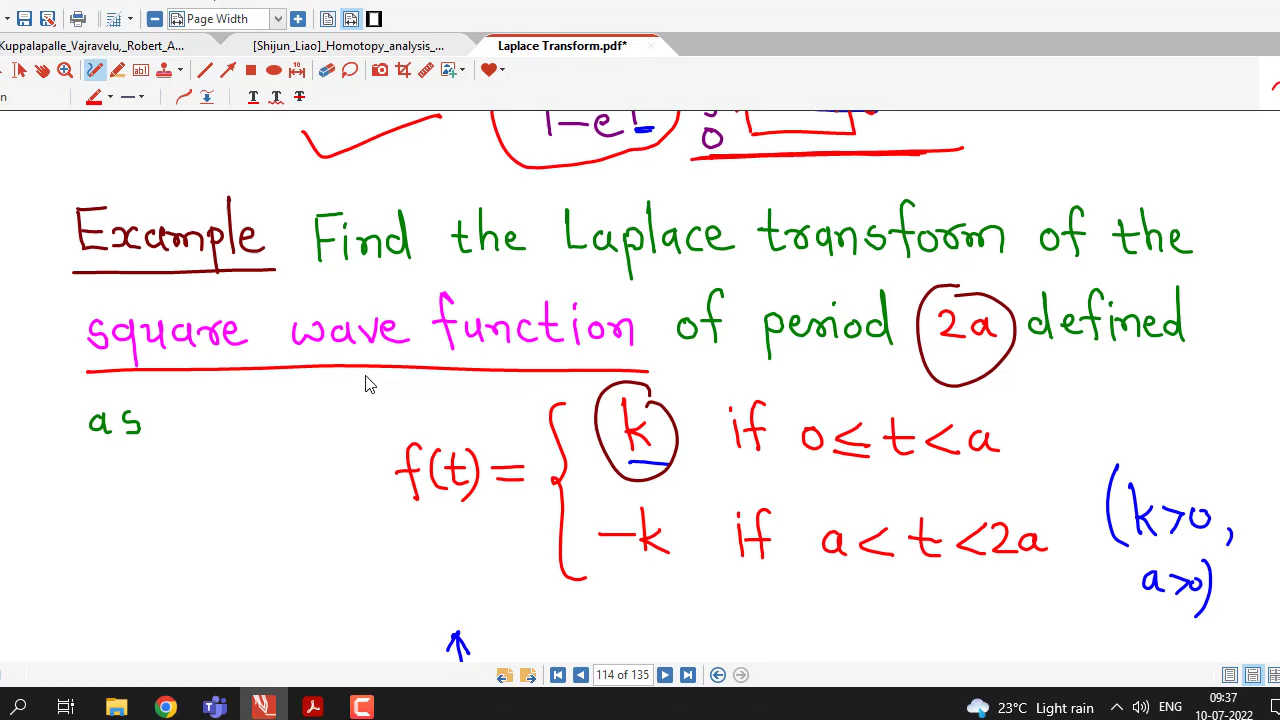 Page Width
Kuppalapalle_Vajravelu,_Robert_A...
[Shijun_Liao]_Homotopy_analysis_...
Laplace Transform.pdf*
1-e
0
Example Find the Laplace transform of the
square wave function of period 2a defined
as
f(t) = { k if 0 ≤ t < a
-k if a < t < 2a
(k>0,
a>0)
114 of 135
23°C Light rain
ENG
09:37
10-07-2022